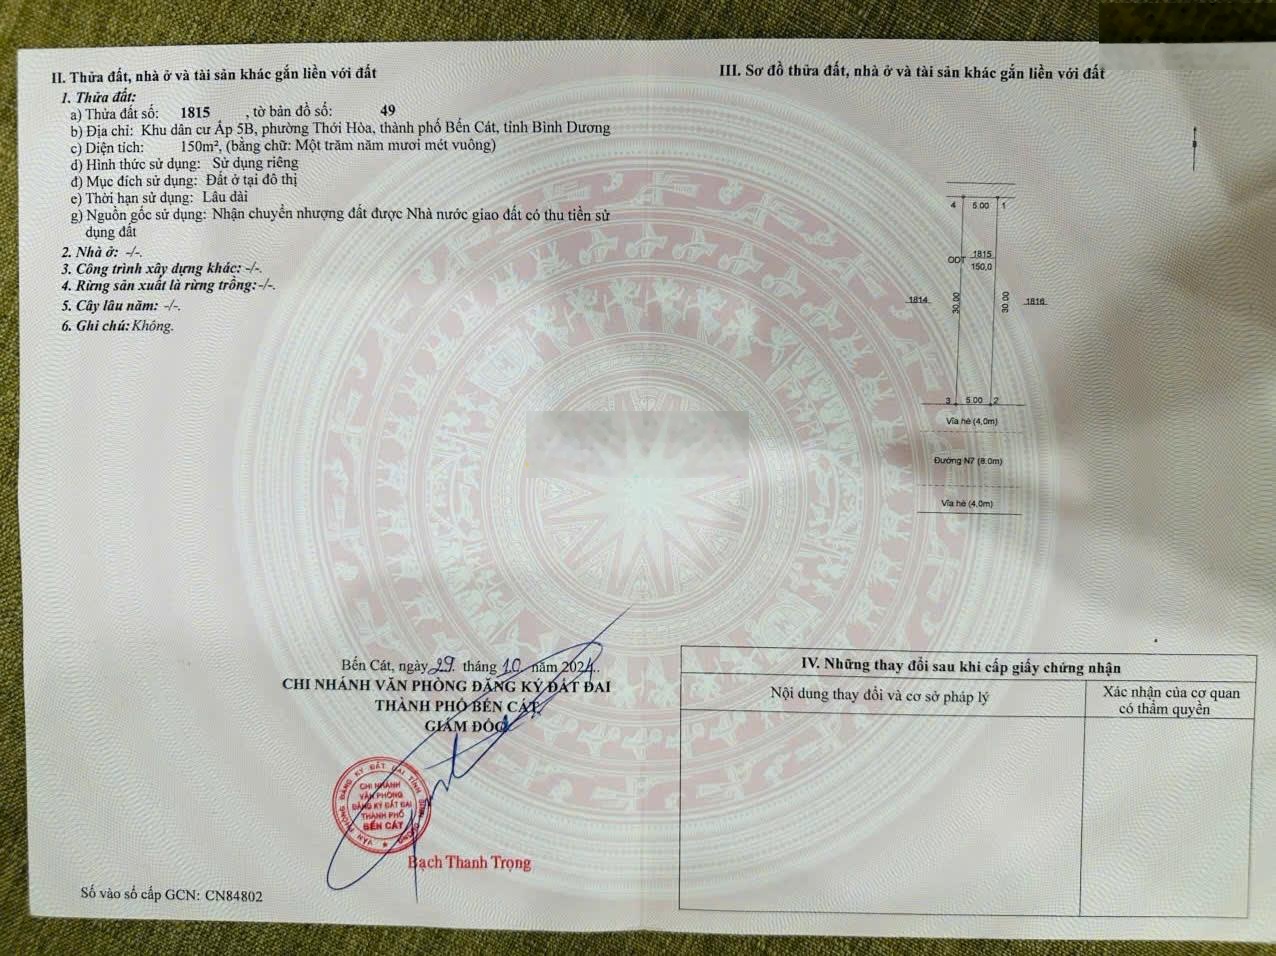 II. Thửa đất, nhà ở và tài sản khác gắn liền với đất
1. Thửa đất:
a) Thửa đất số: 1815 , tờ bản đồ số: 49
b) Địa chỉ: Khu dân cư Ấp 5B, phường Thới Hòa, thành phố Bến Cát, tỉnh Bình Dương
c) Diện tích: 150m², (bằng chữ: Một trăm năm mươi mét vuông)
d) Hình thức sử dụng: Sử dụng riêng
đ) Mục đích sử dụng: Đất ở tại đô thị
e) Thời hạn sử dụng: Lâu dài
g) Nguồn gốc sử dụng: Nhận chuyển nhượng đất được Nhà nước giao đất có thu tiền sử
dụng đất
2. Nhà ở: -/-.
3. Công trình xây dựng khác: -/-.
4. Rừng sản xuất là rừng trồng:-/-.
5. Cây lâu năm: -/-.
6. Ghi chú: Không.
Bến Cát, ngày 29 tháng 10 năm 2024.
CHI NHÁNH VĂN PHÒNG ĐĂNG KÝ ĐẤT ĐAI
THÀNH PHỐ BẾN CÁT
GIÁM ĐỐC
VĂN PHÒNG ĐĂNG KÝ ĐẤT ĐAI TỈNH BÌNH DƯƠNG
CHI NHÁNH
VĂN PHÒNG
ĐĂNG KÝ ĐẤT ĐAI
THÀNH PHỐ
BẾN CÁT
Bạch Thanh Trọng
Số vào sổ cấp GCN: CN84802
III. Sơ đồ thửa đất, nhà ở và tài sản khác gắn liền với đất
4 5.00 1
ODT 1815
150,0
1814 30.00 30.00 1816
3 5.00 2
Vỉa hè (4,0m)
Đường N7 (8.0m)
Vỉa hè (4,0m)
IV. Những thay đổi sau khi cấp giấy chứng nhận
Nội dung thay đổi và cơ sở pháp lý
Xác nhận của cơ quan
có thẩm quyền